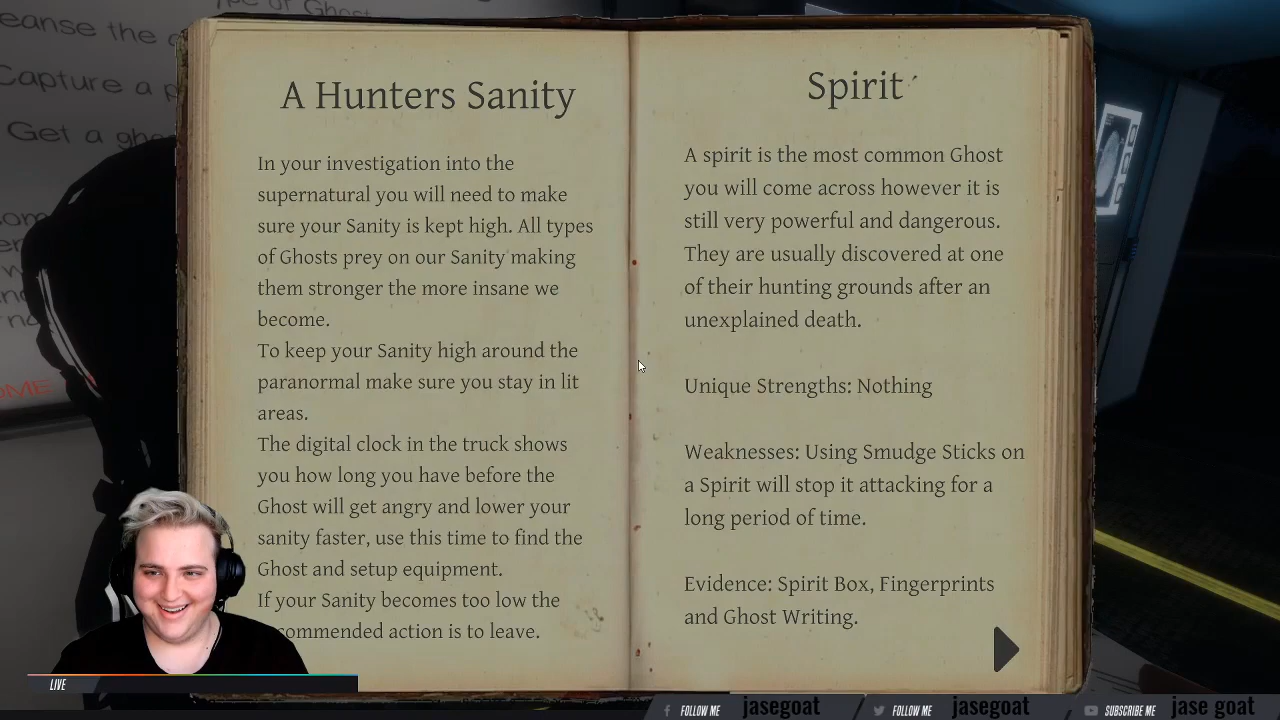 eanse the
Type of Ghost
Capture a p
Get a gho
A Hunters Sanity
In your investigation into the
supernatural you will need to make
sure your Sanity is kept high. All types
of Ghosts prey on our Sanity making
them stronger the more insane we
become.
To keep your Sanity high around the
paranormal make sure you stay in lit
areas.
The digital clock in the truck shows
you how long you have before the
Ghost will get angry and lower your
sanity faster, use this time to find the
Ghost and setup equipment.
If your Sanity becomes too low the
commended action is to leave.
Spirit
A spirit is the most common Ghost
you will come across however it is
still very powerful and dangerous.
They are usually discovered at one
of their hunting grounds after an
unexplained death.
Unique Strengths: Nothing
Weaknesses: Using Smudge Sticks on
a Spirit will stop it attacking for a
long period of time.
Evidence: Spirit Box, Fingerprints
and Ghost Writing.
LIVE
FOLLOW ME jasegoat
FOLLOW ME jasegoat
SUBSCRIBE ME jase goat